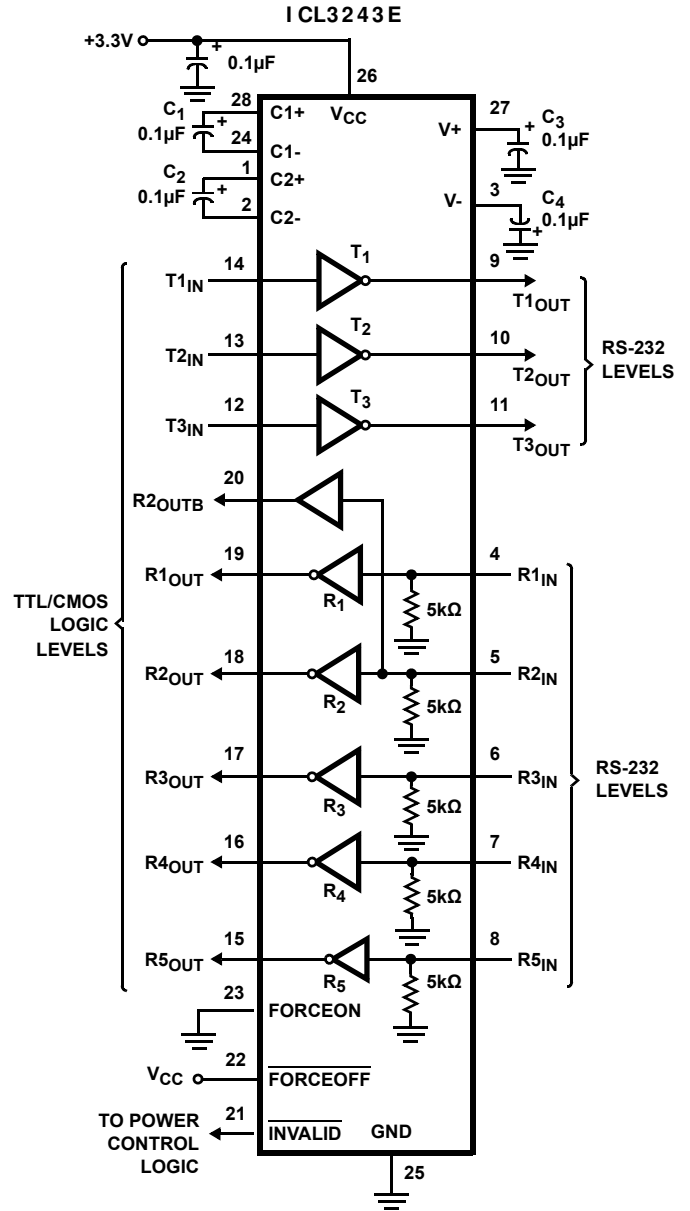 ICL3243E
+3.3V
+
0.1µF
26
28
C1+
VCC
27
C1
0.1µF
+
24
C1-
V+
+
C3
0.1µF
1
C2+
C2
0.1µF
+
2
C2-
3
V-
C4
0.1µF
+
T1
14
T1IN
9
T1OUT
T2
13
T2IN
10
T2OUT
RS-232
LEVELS
T3
12
T3IN
11
T3OUT
20
R2OUTB
19
R1OUT
R1
5kΩ
4
R1IN
TTL/CMOS
LOGIC
LEVELS
18
R2OUT
R2
5kΩ
5
R2IN
17
R3OUT
R3
5kΩ
6
R3IN
RS-232
LEVELS
16
R4OUT
R4
5kΩ
7
R4IN
15
R5OUT
R5
5kΩ
8
R5IN
23
FORCEON
22
VCC
FORCEOFF
21
TO POWER
CONTROL
LOGIC
INVALID
GND
25